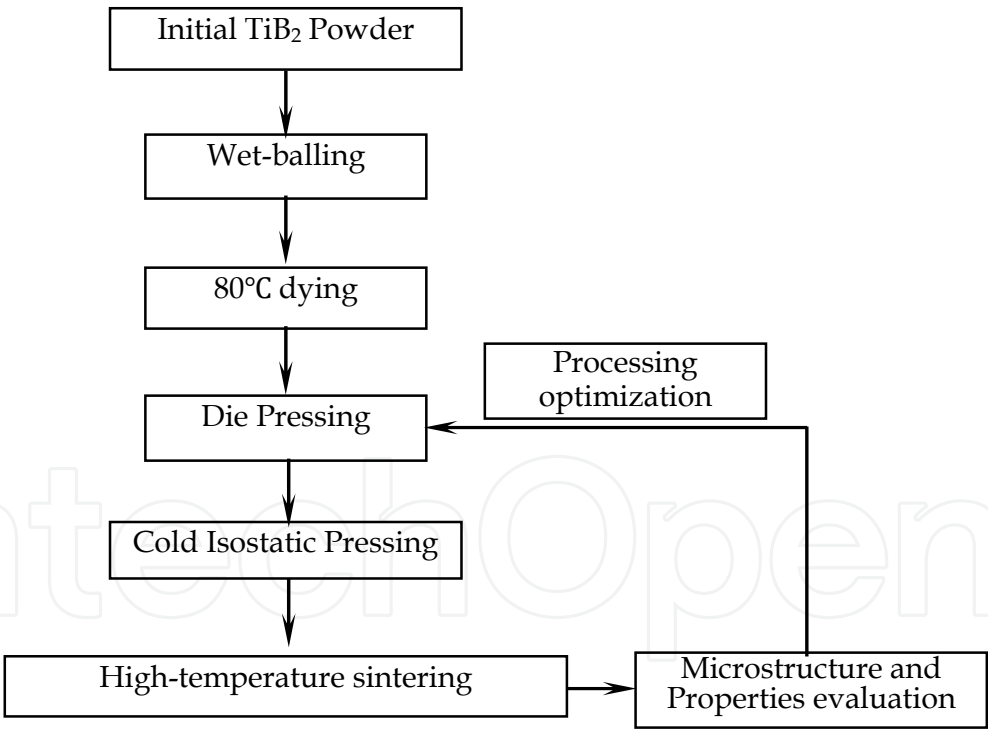 Initial TiB₂ Powder
Wet-balling
80℃ dying
Processing
optimization
Die Pressing
Cold Isostatic Pressing
High-temperature sintering
Microstructure and
Properties evaluation
ntechOpen